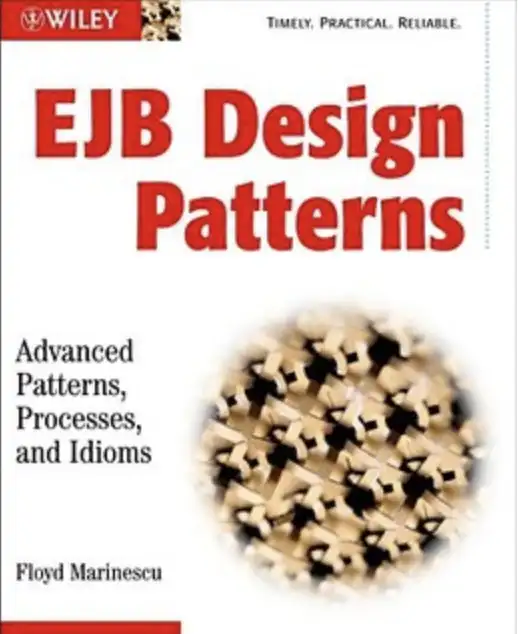 WILEY
TIMELY. PRACTICAL. RELIABLE.
EJB Design
Patterns
Advanced
Patterns,
Processes,
and Idioms
Floyd Marinescu